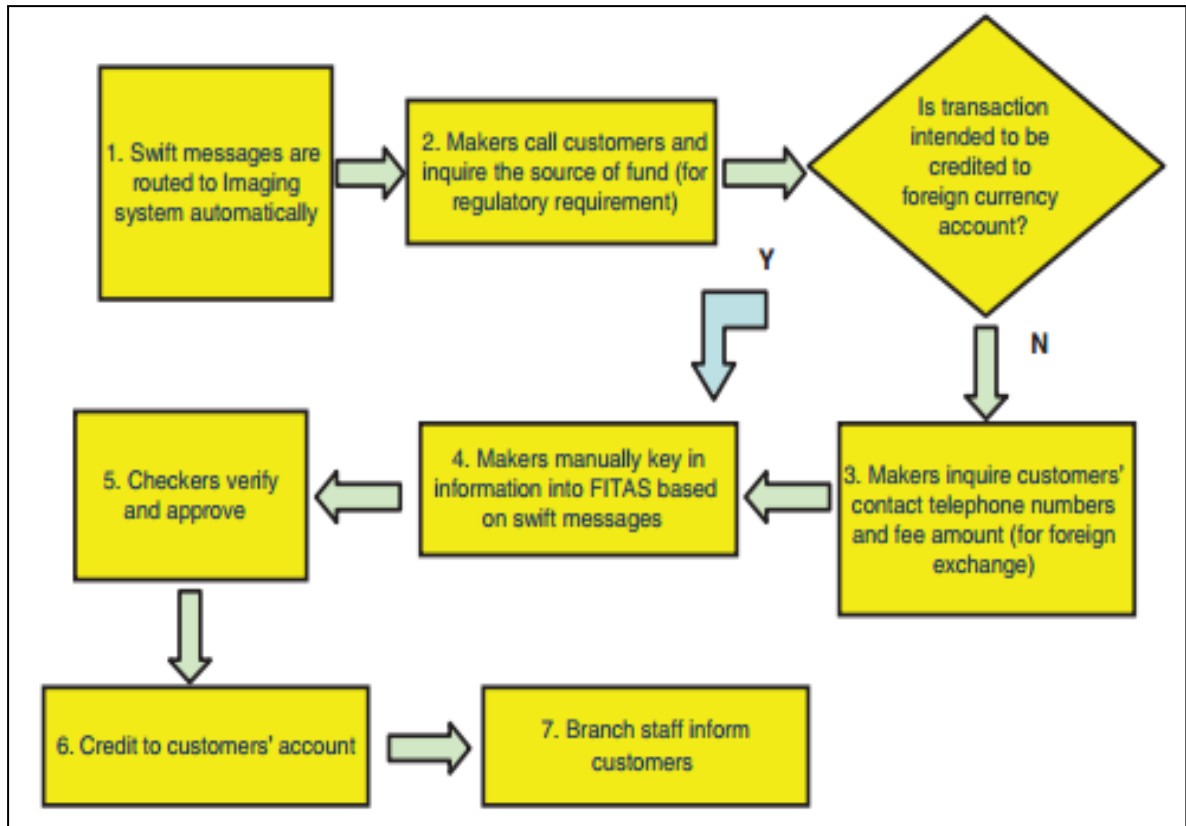 1. Swift messages are
routed to Imaging
system automatically
2. Makers call customers and
inquire the source of fund (for
regulatory requirement)
Is transaction
intended to be
credited to
foreign currency
account?
Y
N
3. Makers inquire customers'
contact telephone numbers
and fee amount (for foreign
exchange)
4. Makers manually key in
information into FITAS based
on swift messages
5. Checkers verify
and approve
6. Credit to customers' account
7. Branch staff inform
customers